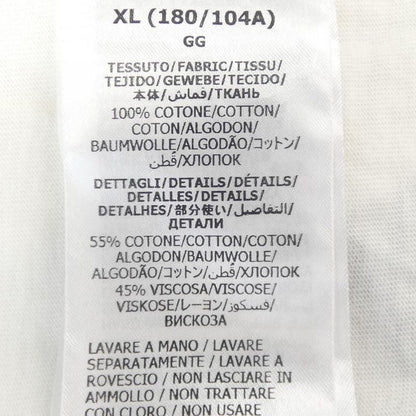 XL (180/104A)
GG
TESSUTO/FABRIC/TISSU/
TEJIDO/GEWEBE/TECIDO/
本体/قماش/ТКАНЬ
100% COTONE/COTTON/
COTON/ALGODON/
BAUMWOLLE/ALGODÃO/コットン/
قُطن/ХЛОПОК
DETTAGLI/DETAILS/DÉTAILS/
DETALLES/DETAILS/
DETALHES/部分使い/التفاصيل/
ДЕТАЛИ
55% COTONE/COTTON/COTON/
ALGODON/BAUMWOLLE/
ALGODÃO/コットン/قُطن/ХЛОПОК
45% VISCOSA/VISCOSE/
VISKOSE/レーヨン/فسكوز/
ВИСКОЗА
LAVARE A MANO / LAVARE
SEPARATAMENTE / LAVARE A
ROVESCIO / NON LASCIARE IN
AMMOLLO / NON TRATTARE
CON CLORO / NON USARE